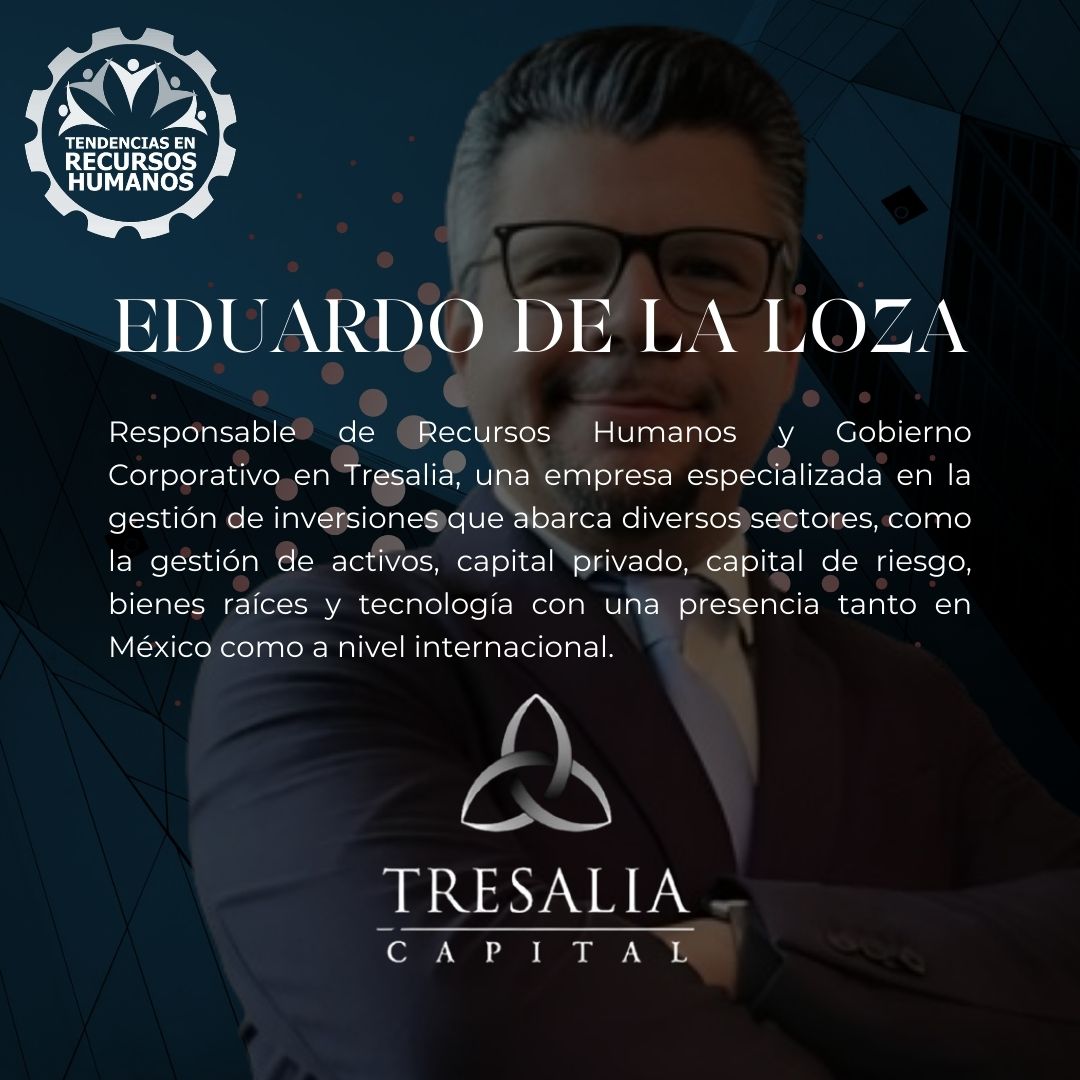 TENDENCIAS EN
RECURSOS
HUMANOS
EDUARDO DE LA LOZA
Responsable de Recursos Humanos y Gobierno
Corporativo en Tresalia, una empresa especializada en la
gestión de inversiones que abarca diversos sectores, como
la gestión de activos, capital privado, capital de riesgo,
bienes raíces y tecnología con una presencia tanto en
México como a nivel internacional.
TRESALIA
CAPITAL